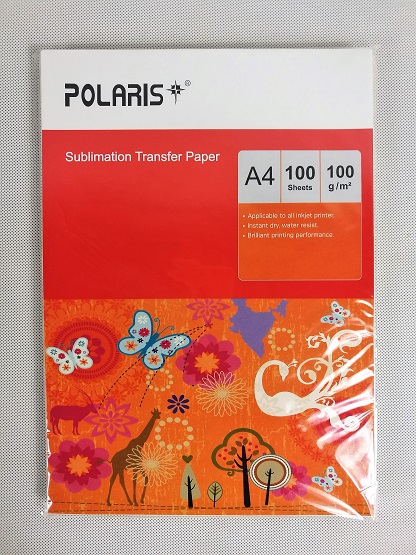 POLARIS®
Sublimation Transfer Paper
A4
100
Sheets
100
g/m²
• Applicable to all inkjet printer.
• Instant dry, water resist.
• Brilient printing performance.